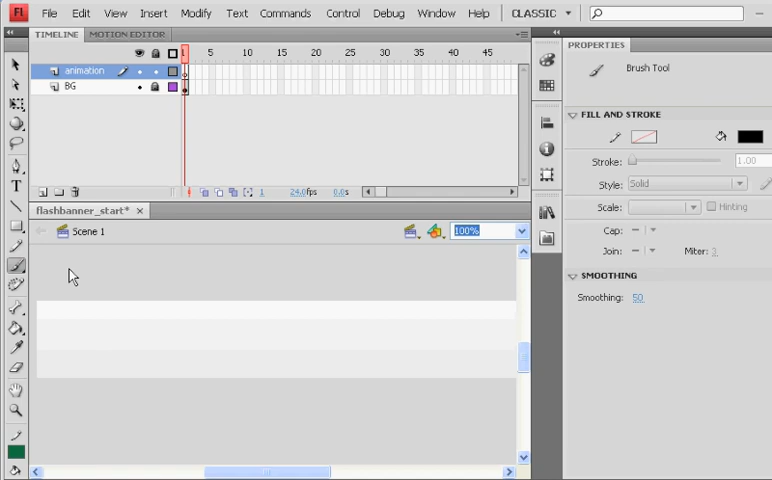 Fl File Edit View Insert Modify Text Commands Control Debug Window Help CLASSIC
TIMELINE MOTION EDITOR
PROPERTIES
1 5 10 15 20 25 30 35 40 45
Brush Tool
animation
BG
FILL AND STROKE
Stroke: 1.00
Style: Solid
1 24.0fps 0.0s
flashbanner_start* ×
Scale: Hinting
Scene 1 100%
Cap: Join: Miter: 3
SMOOTHING
Smoothing: 50
T